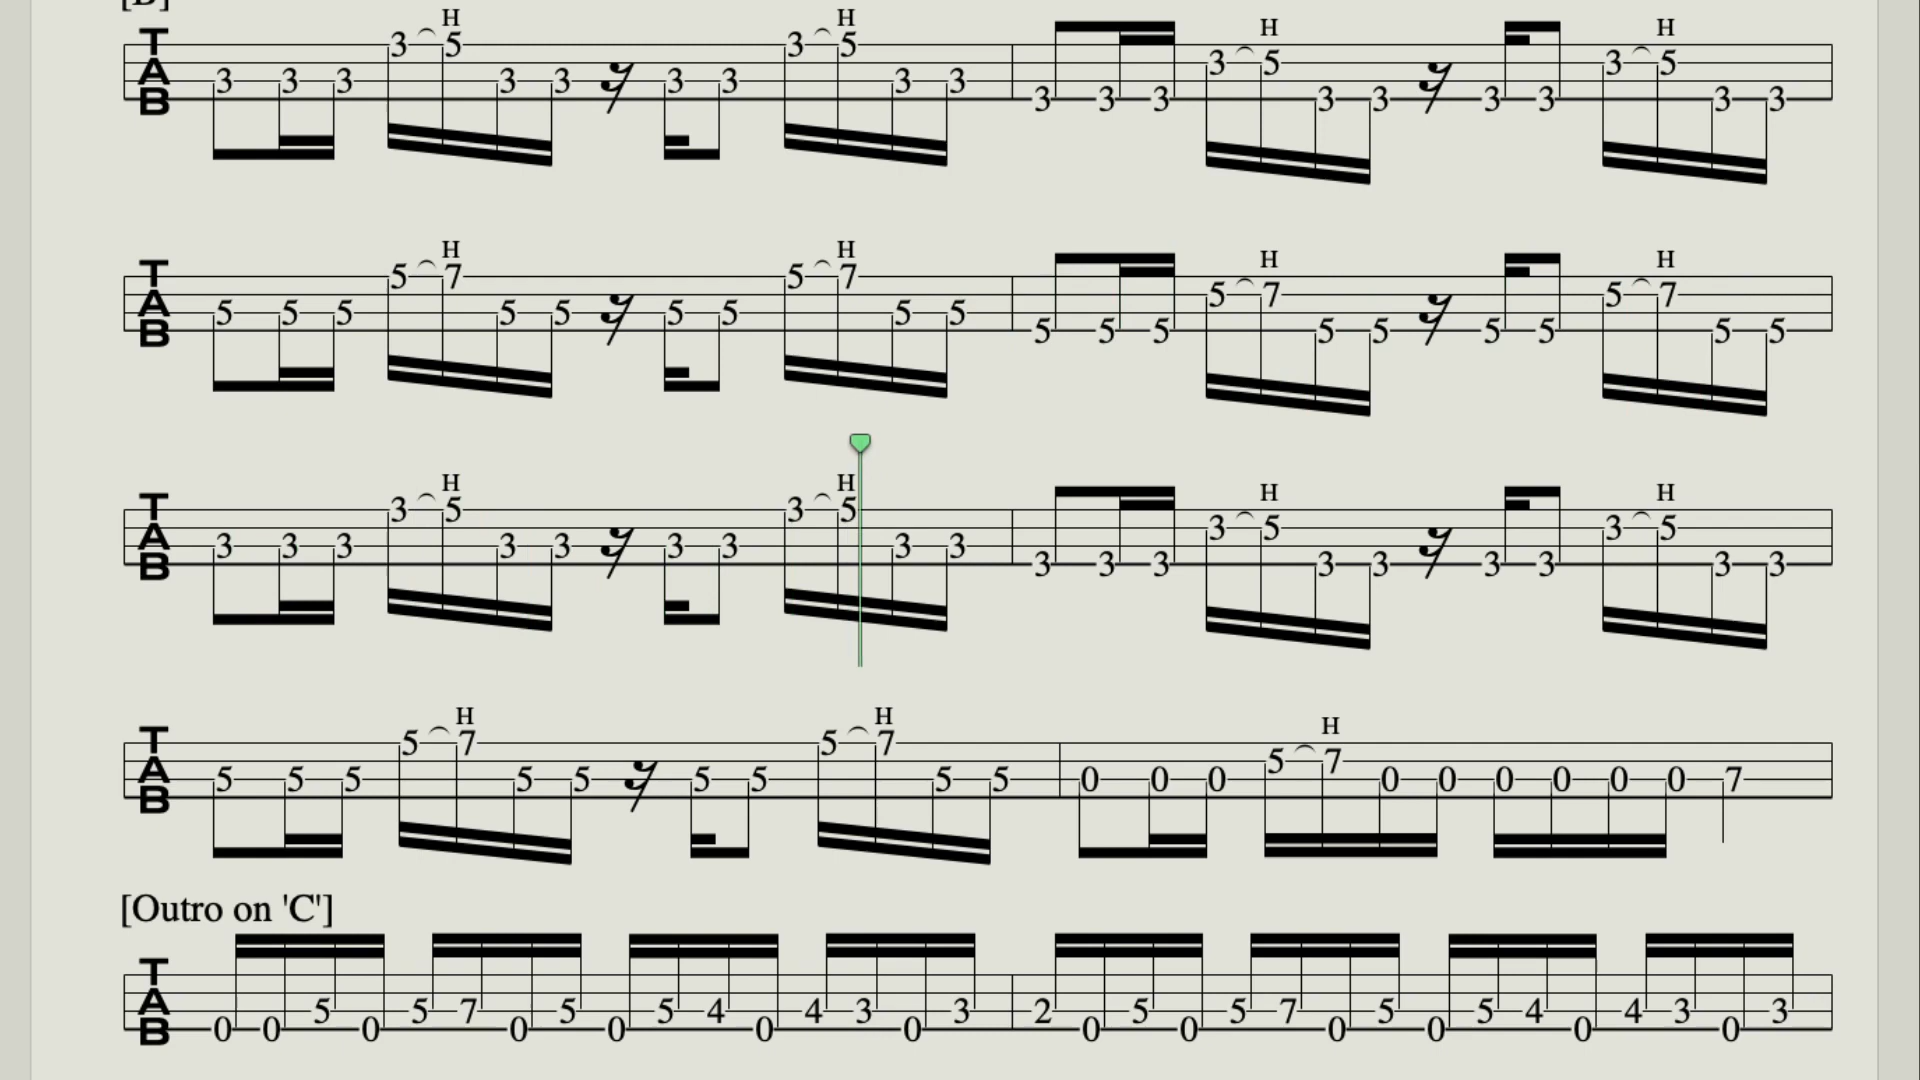 [B]
H H H H
TAB 3 3 3 3 5 3 3 3 3 3 5 3 3 3 3 3 3 5 3 3 3 3 3 5 3 3
H H H H
TAB 5 5 5 5 7 5 5 5 5 5 7 5 5 5 5 5 5 7 5 5 5 5 5 7 5 5
H H H H
TAB 3 3 3 3 5 3 3 3 3 3 5 3 3 3 3 3 3 5 3 3 3 3 3 5 3 3
H H H
TAB 5 5 5 5 7 5 5 5 5 5 7 5 5 0 0 0 5 7 0 0 0 0 0 0 7
[Outro on 'C']
TAB 0 0 5 0 5 7 0 5 0 5 4 0 4 3 0 3 2 0 5 0 5 7 0 5 0 5 4 0 4 3 0 3